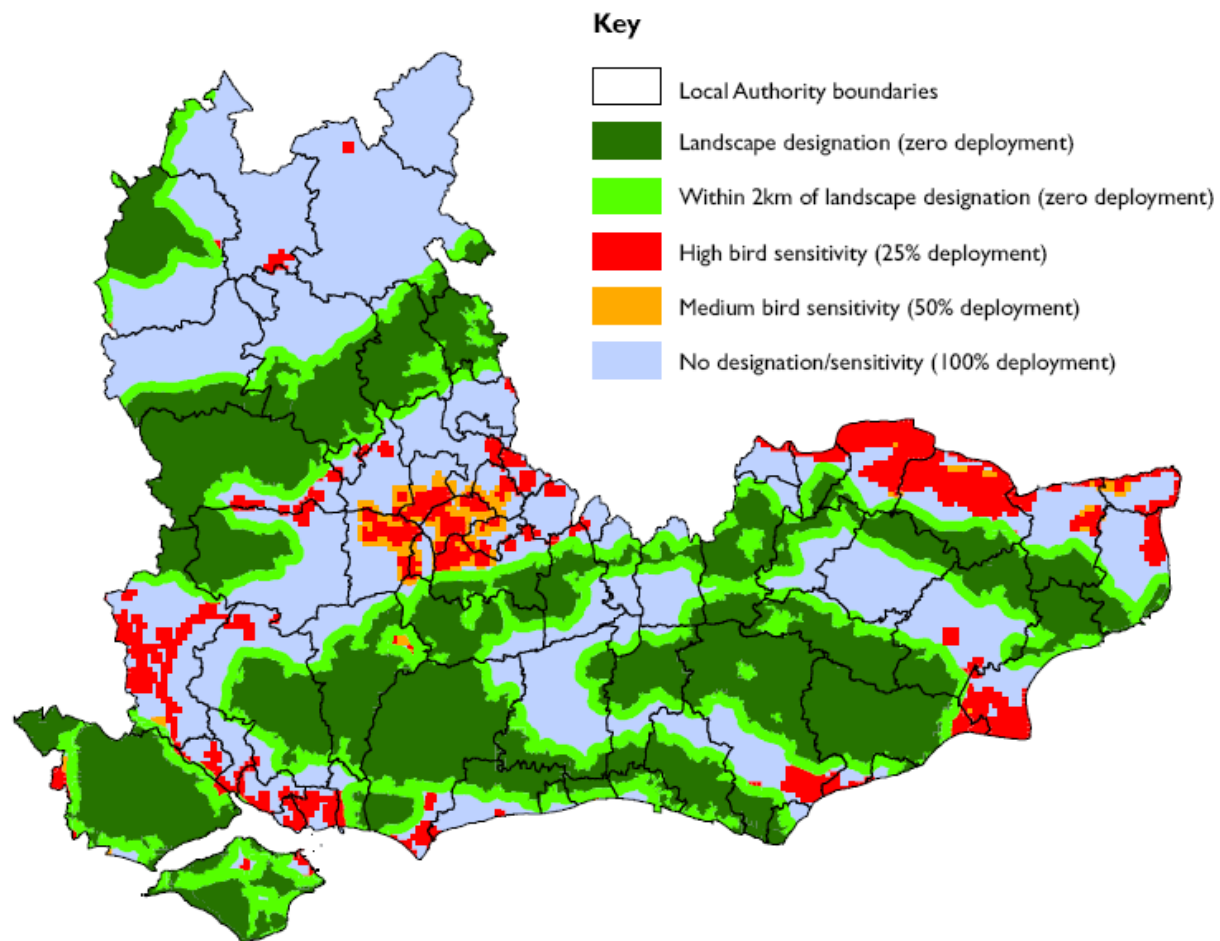 Key
Local Authority boundaries
Landscape designation (zero deployment)
Within 2km of landscape designation (zero deployment)
High bird sensitivity (25% deployment)
Medium bird sensitivity (50% deployment)
No designation/sensitivity (100% deployment)